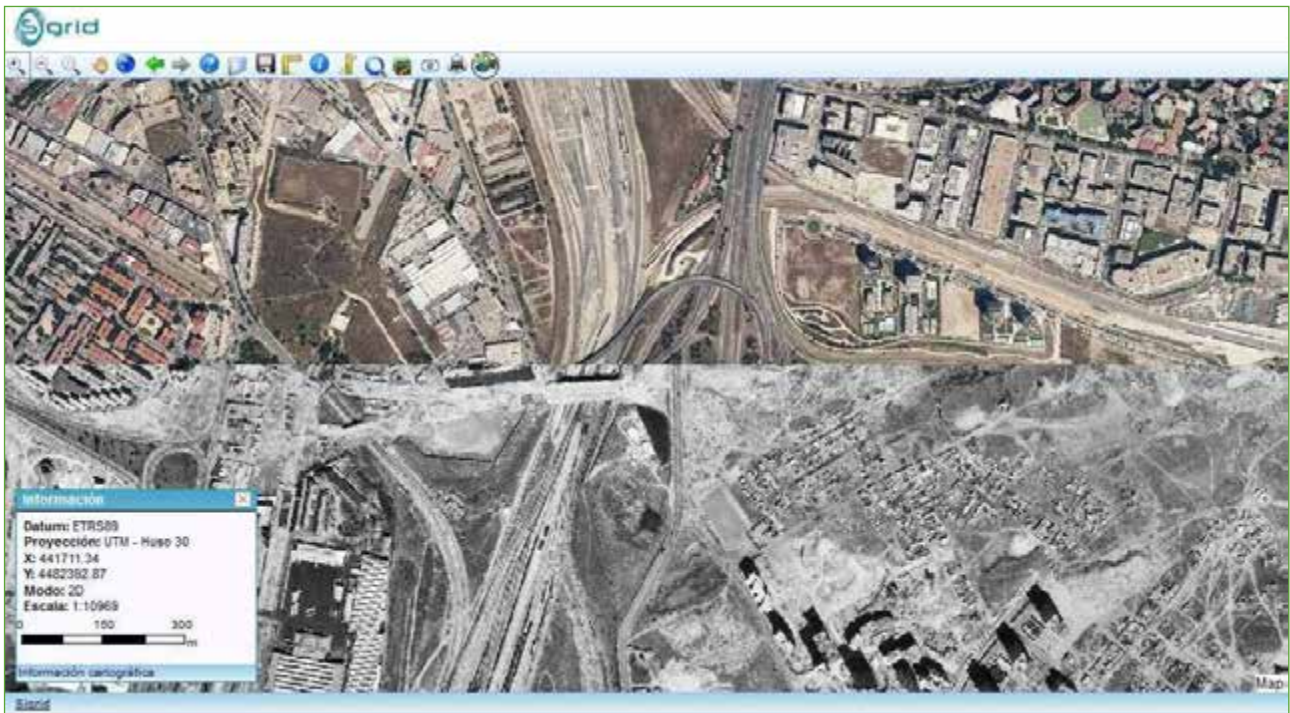 Sigrid
Información
Datum: ETRS89
Proyección: UTM - Huso 30
X: 441711.34
Y: 4482392.87
Modo: 2D
Escala: 1:10969
0 150 300
m
Información cartográfica
Map
Sigrid